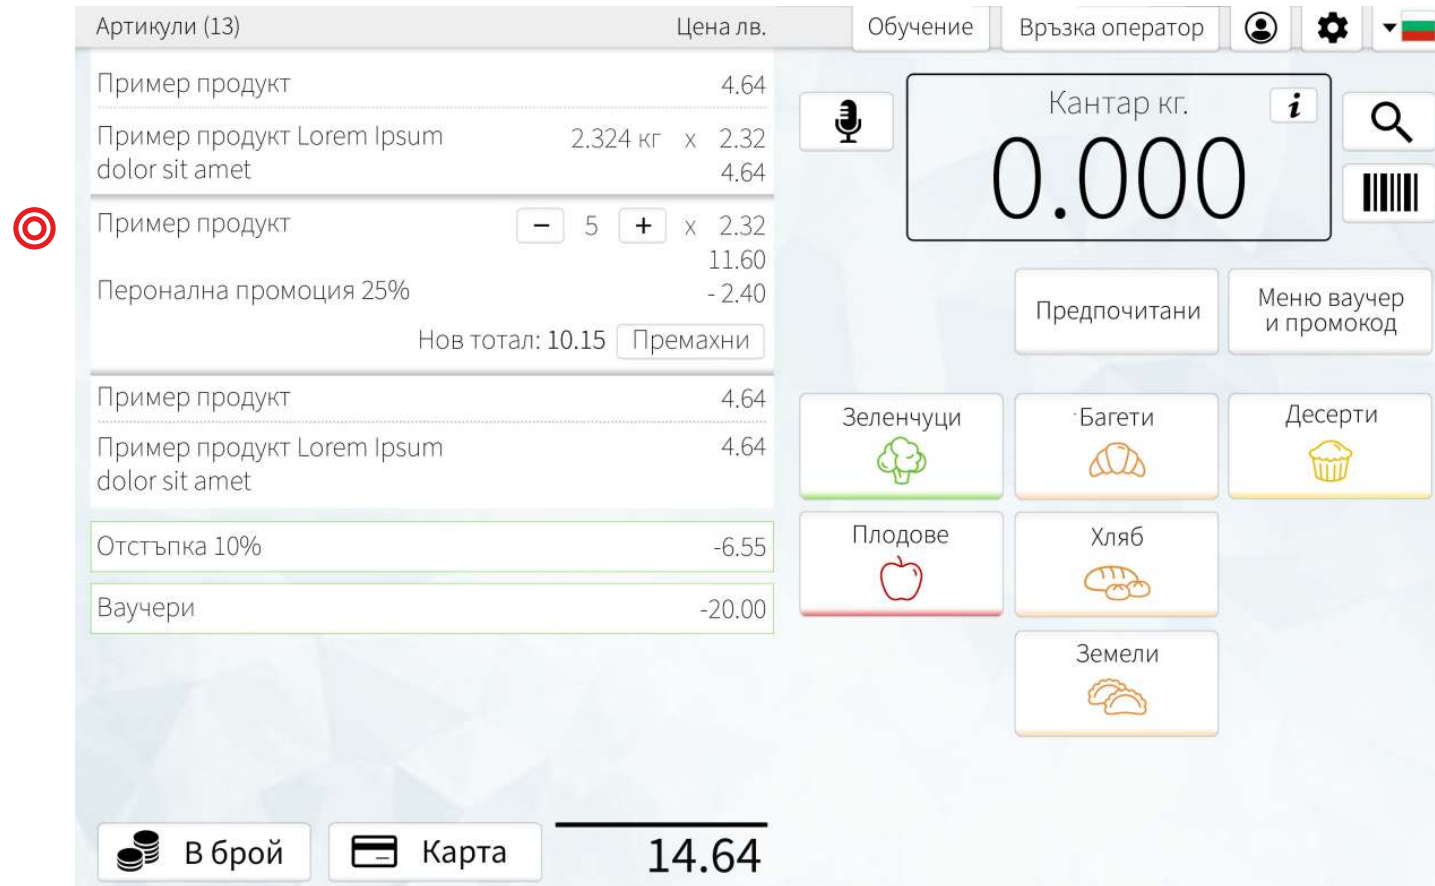 Артикули (13) Цена лв.
Обучение Връзка оператор
Пример продукт 4.64
Пример продукт Lorem Ipsum 2.324 кг x 2.32
dolor sit amet 4.64
Пример продукт − 5 + x 2.32
11.60
Перонална промоция 25% - 2.40
Нов тотал: 10.15 Премахни
Пример продукт 4.64
Пример продукт Lorem Ipsum 4.64
dolor sit amet
Отстъпка 10% -6.55
Ваучери -20.00
В брой Карта 14.64
Кантар кг. i
0.000
Предпочитани
Меню ваучер
и промокод
Зеленчуци Багети Десерти
Плодове Хляб
Земели